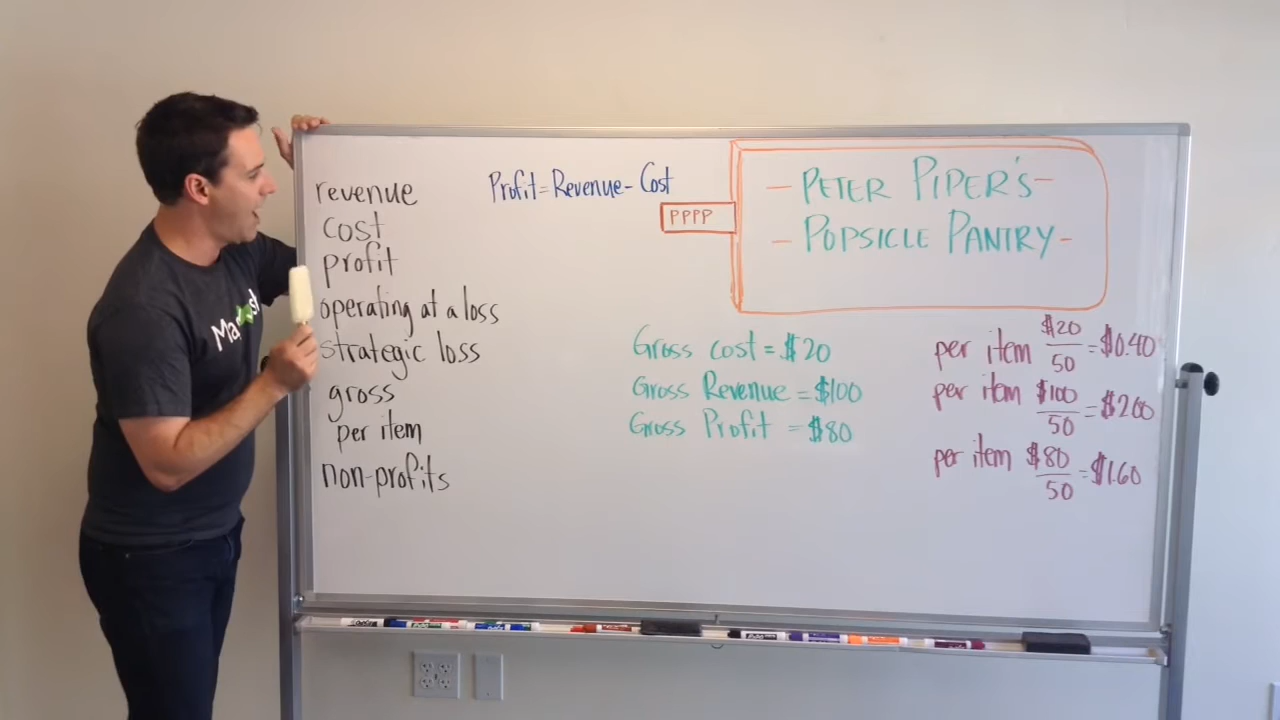 revenue
cost
profit
operating at a loss
strategic loss
gross
per item
non-profits
Profit = Revenue - Cost
PPPP
- PETER PIPER'S -
- POPSICLE PANTRY -
Gross cost = $20
Gross Revenue = $100
Gross Profit = $80
per item $20/50 = $0.40
per item $100/50 = $2.00
per item $80/50 = $1.60